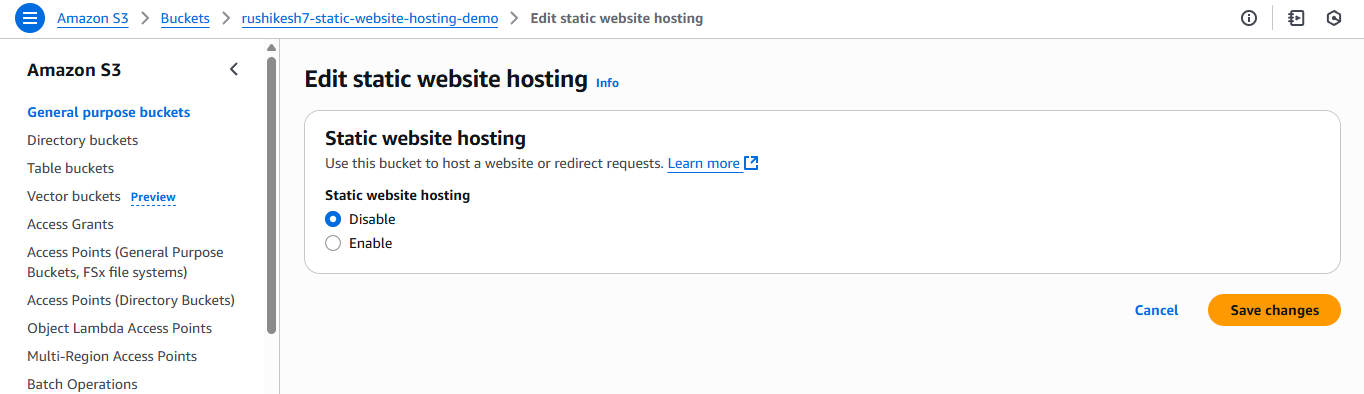 Amazon S3 > Buckets > rushikesh7-static-website-hosting-demo > Edit static website hosting
Amazon S3
General purpose buckets
Directory buckets
Table buckets
Vector buckets Preview
Access Grants
Access Points (General Purpose
Buckets, FSx file systems)
Access Points (Directory Buckets)
Object Lambda Access Points
Multi-Region Access Points
Batch Operations
Edit static website hosting Info
Static website hosting
Use this bucket to host a website or redirect requests. Learn more
Static website hosting
Disable
Enable
Cancel Save changes